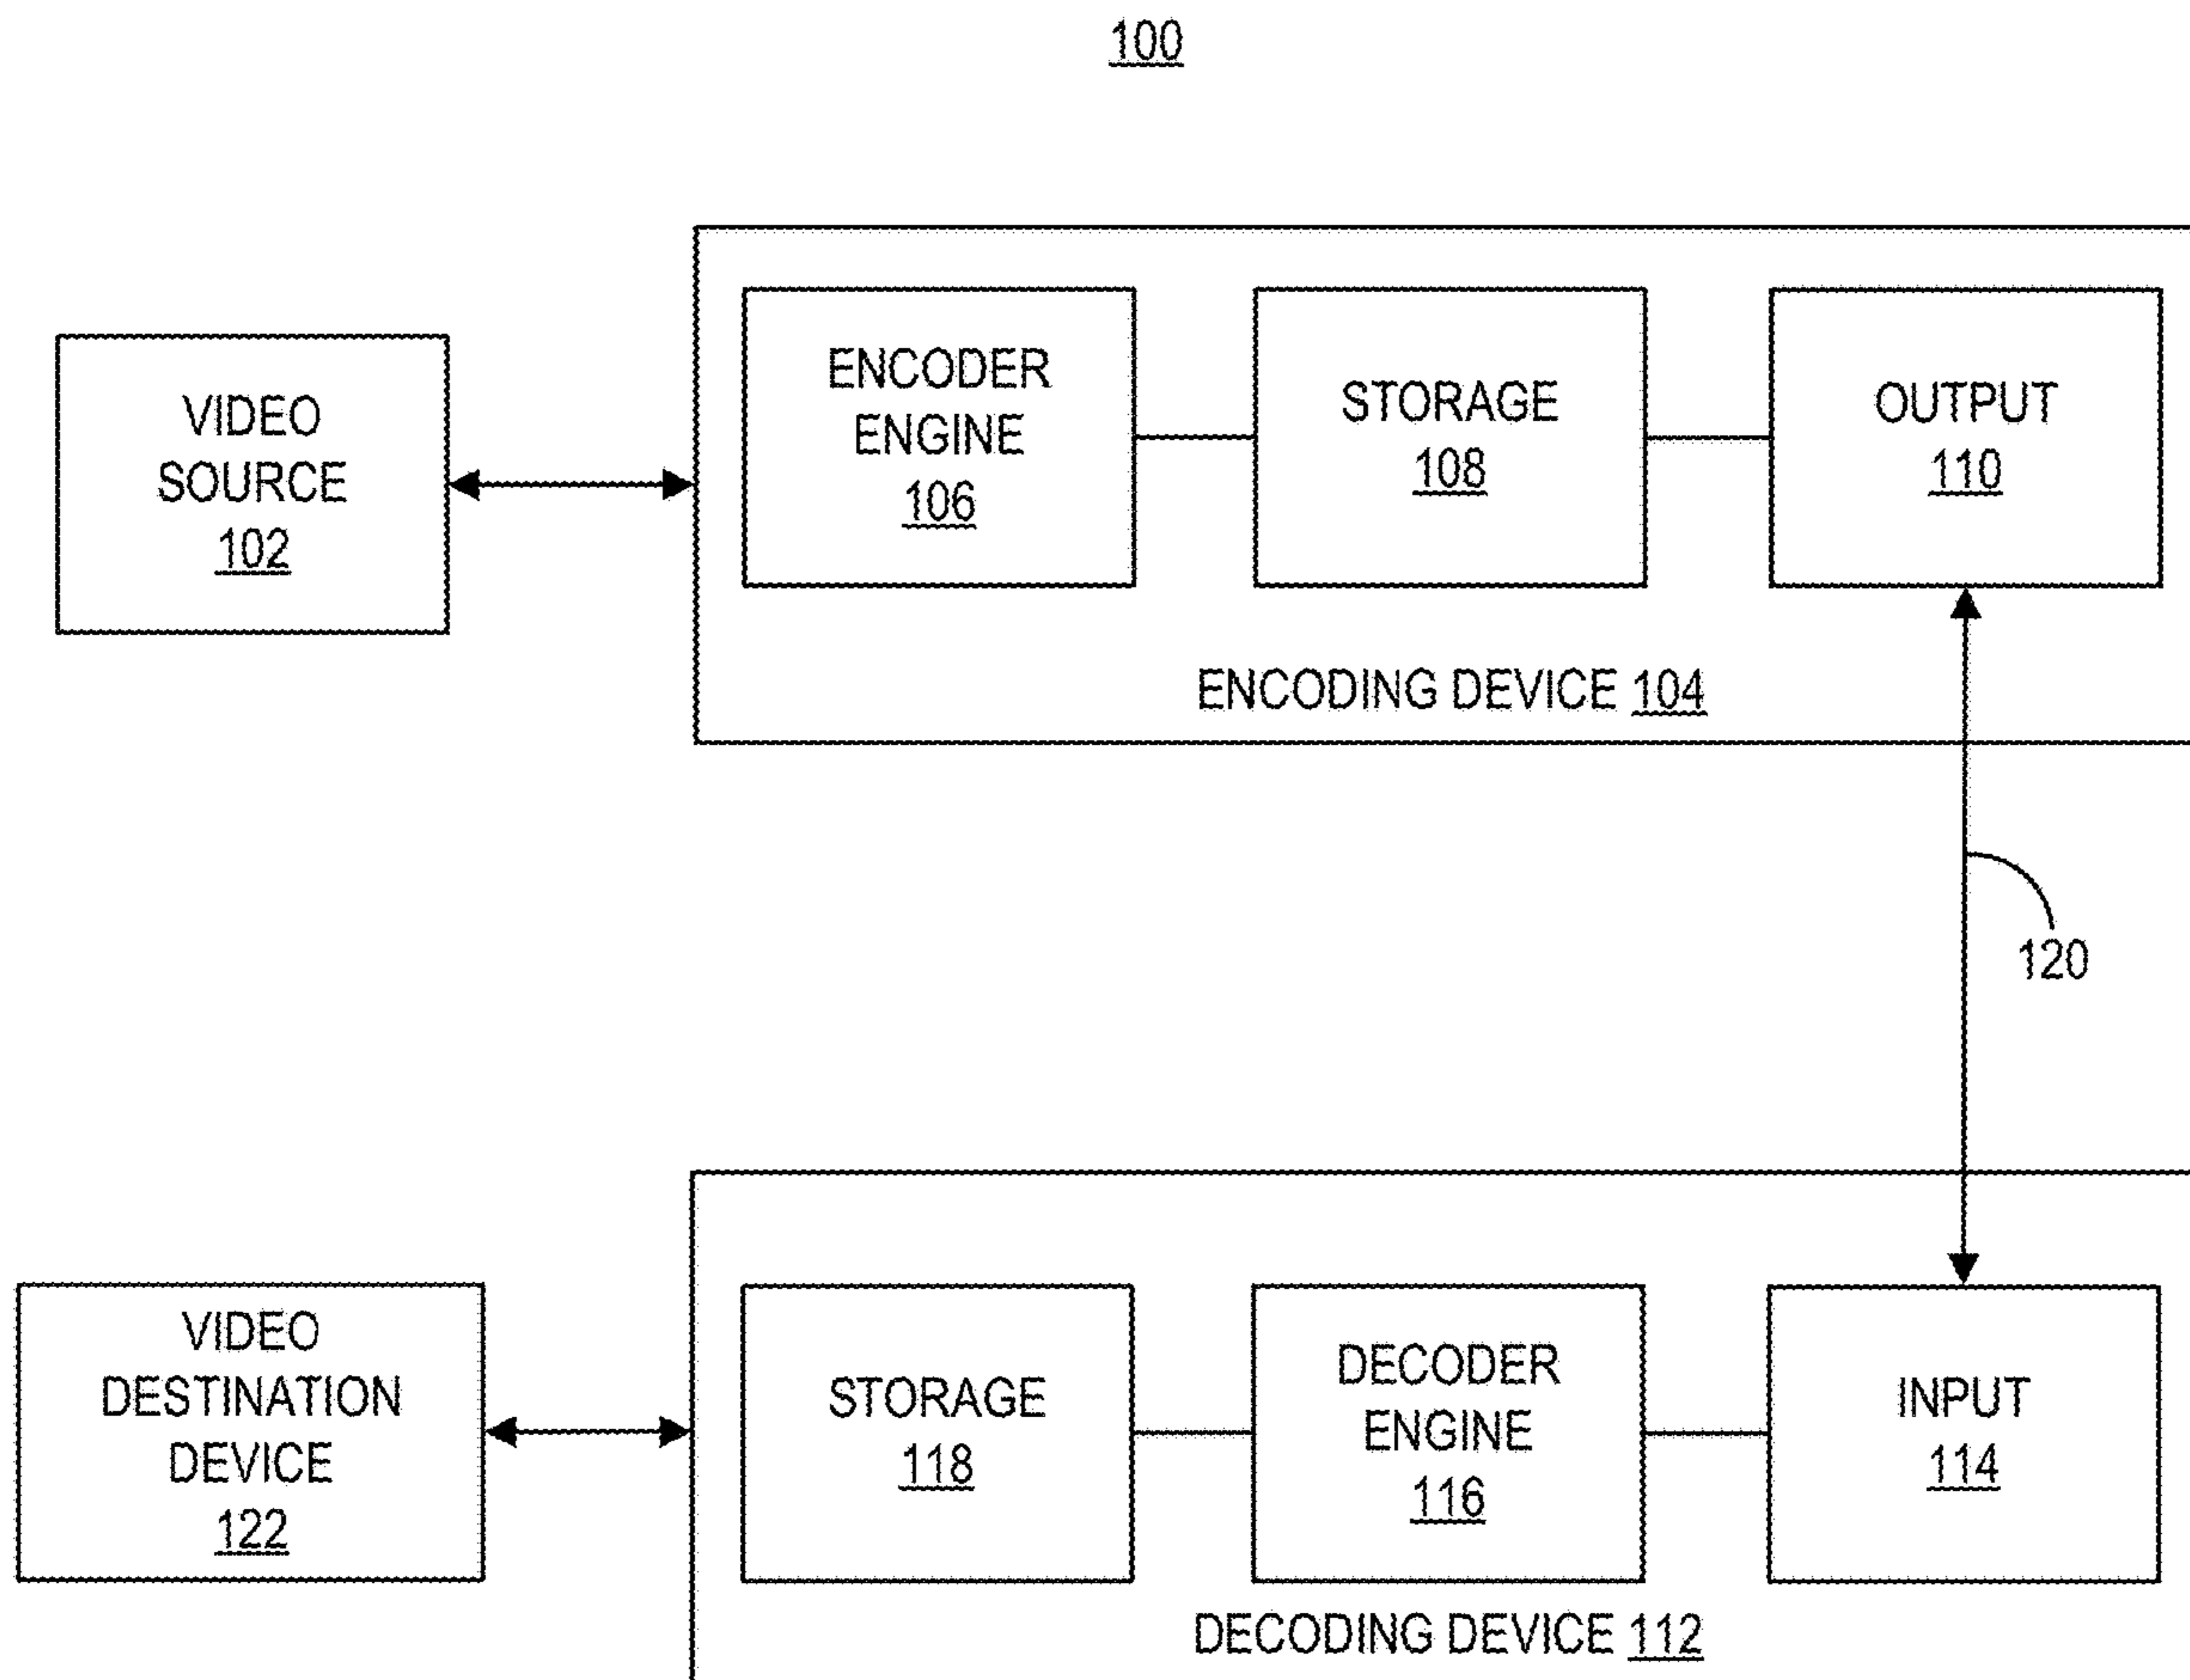 100
VIDEO
SOURCE
102
ENCODER
ENGINE
106
STORAGE
108
OUTPUT
110
ENCODING DEVICE 104
120
VIDEO
DESTINATION
DEVICE
122
STORAGE
118
DECODER
ENGINE
116
INPUT
114
DECODING DEVICE 112